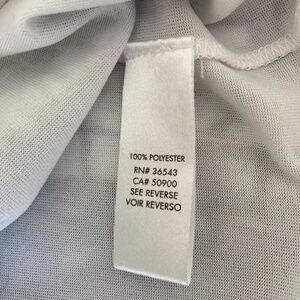 100% POLYESTER
RN# 36543
CA# 50900
SEE REVERSE
VOIR REVERSO